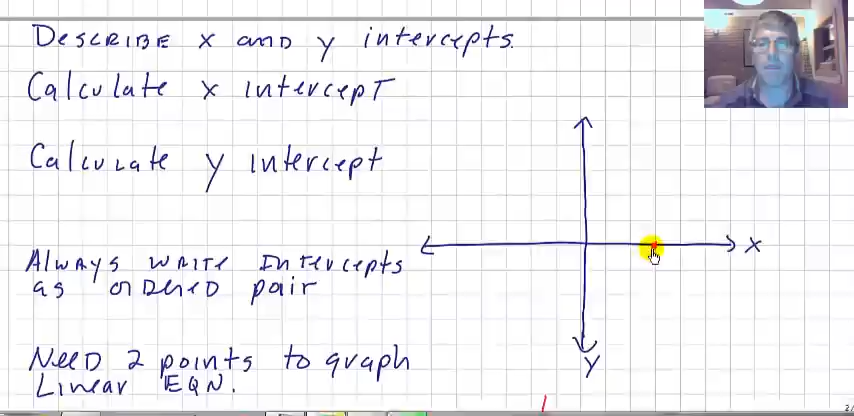 DESCRIBE x and y intercepts.
Calculate x intercept
Calculate y intercept
Always write intercepts
as ordered pair
Need 2 points to graph
Linear EQN.
x
y
2/